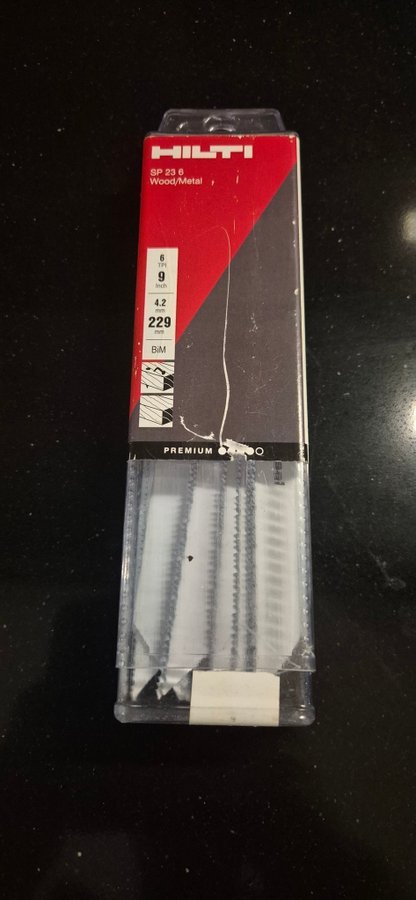 HILTI
SP 23 6
Wood/Metal
6
TPI
9
Inch
4.2
mm
229
mm
BiM
PREMIUM